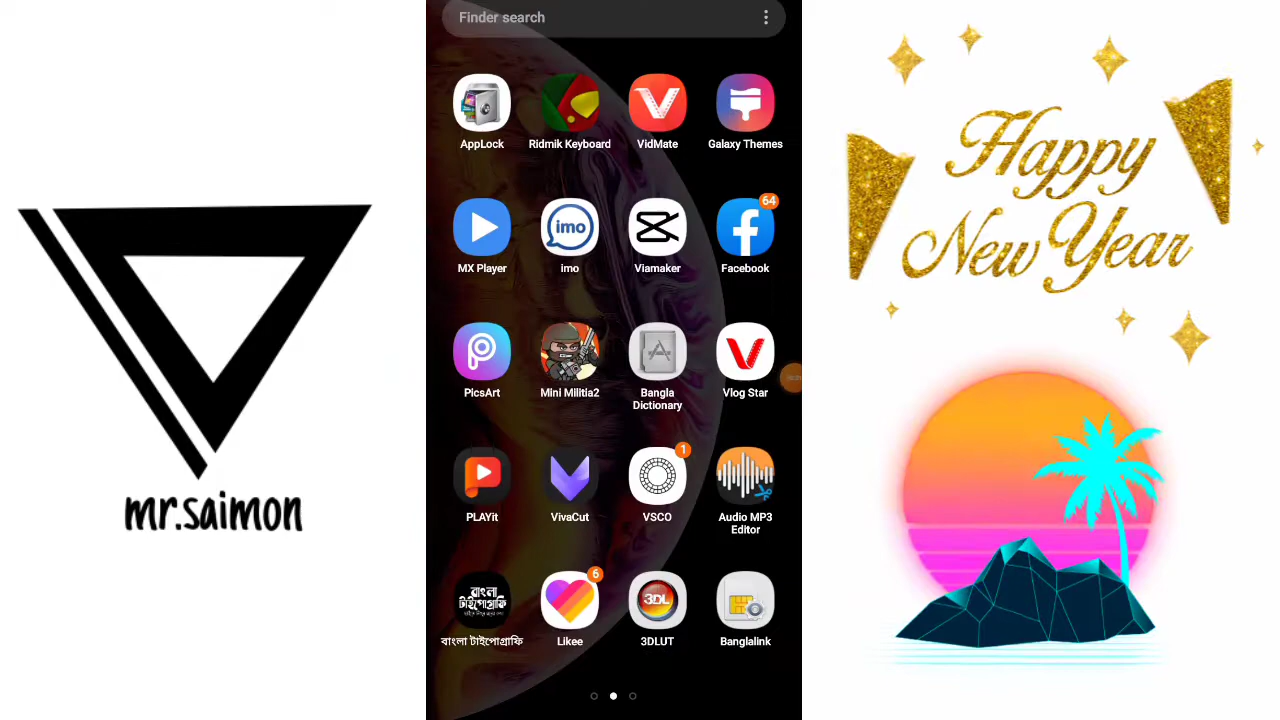 Finder search
AppLock
Ridmik Keyboard
VidMate
Galaxy Themes
MX Player
imo
imo
Viamaker
64
Facebook
PicsArt
Mini Militia2
Bangla
Dictionary
Vlog Star
PLAYit
VivaCut
1
VSCO
Audio MP3
Editor
বাংলা
টাইপোগ্রাফি
বাংলা টাইপোগ্রাফি
6
Likee
3DL
3DLUT
Banglalink
mr.saimon
Happy
New Year